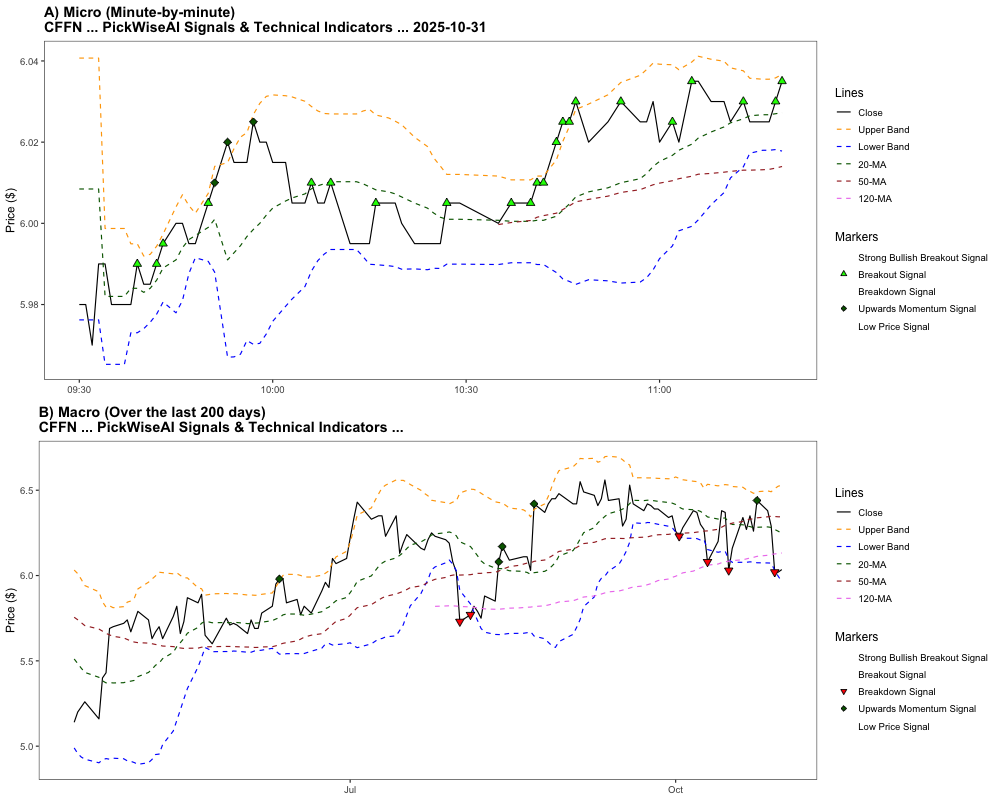 A) Micro (Minute-by-minute)
CFFN ... PickWiseAI Signals & Technical Indicators ... 2025-10-31
6.04
6.02
6.00
5.98
Price ($)
09:30
10:00
10:30
11:00
Lines
Close
Upper Band
Lower Band
20-MA
50-MA
120-MA
Markers
Strong Bullish Breakout Signal
Breakout Signal
Breakdown Signal
Upwards Momentum Signal
Low Price Signal
B) Macro (Over the last 200 days)
CFFN ... PickWiseAI Signals & Technical Indicators ...
6.5
6.0
5.5
5.0
Price ($)
Jul
Oct
Lines
Close
Upper Band
Lower Band
20-MA
50-MA
120-MA
Markers
Strong Bullish Breakout Signal
Breakout Signal
Breakdown Signal
Upwards Momentum Signal
Low Price Signal